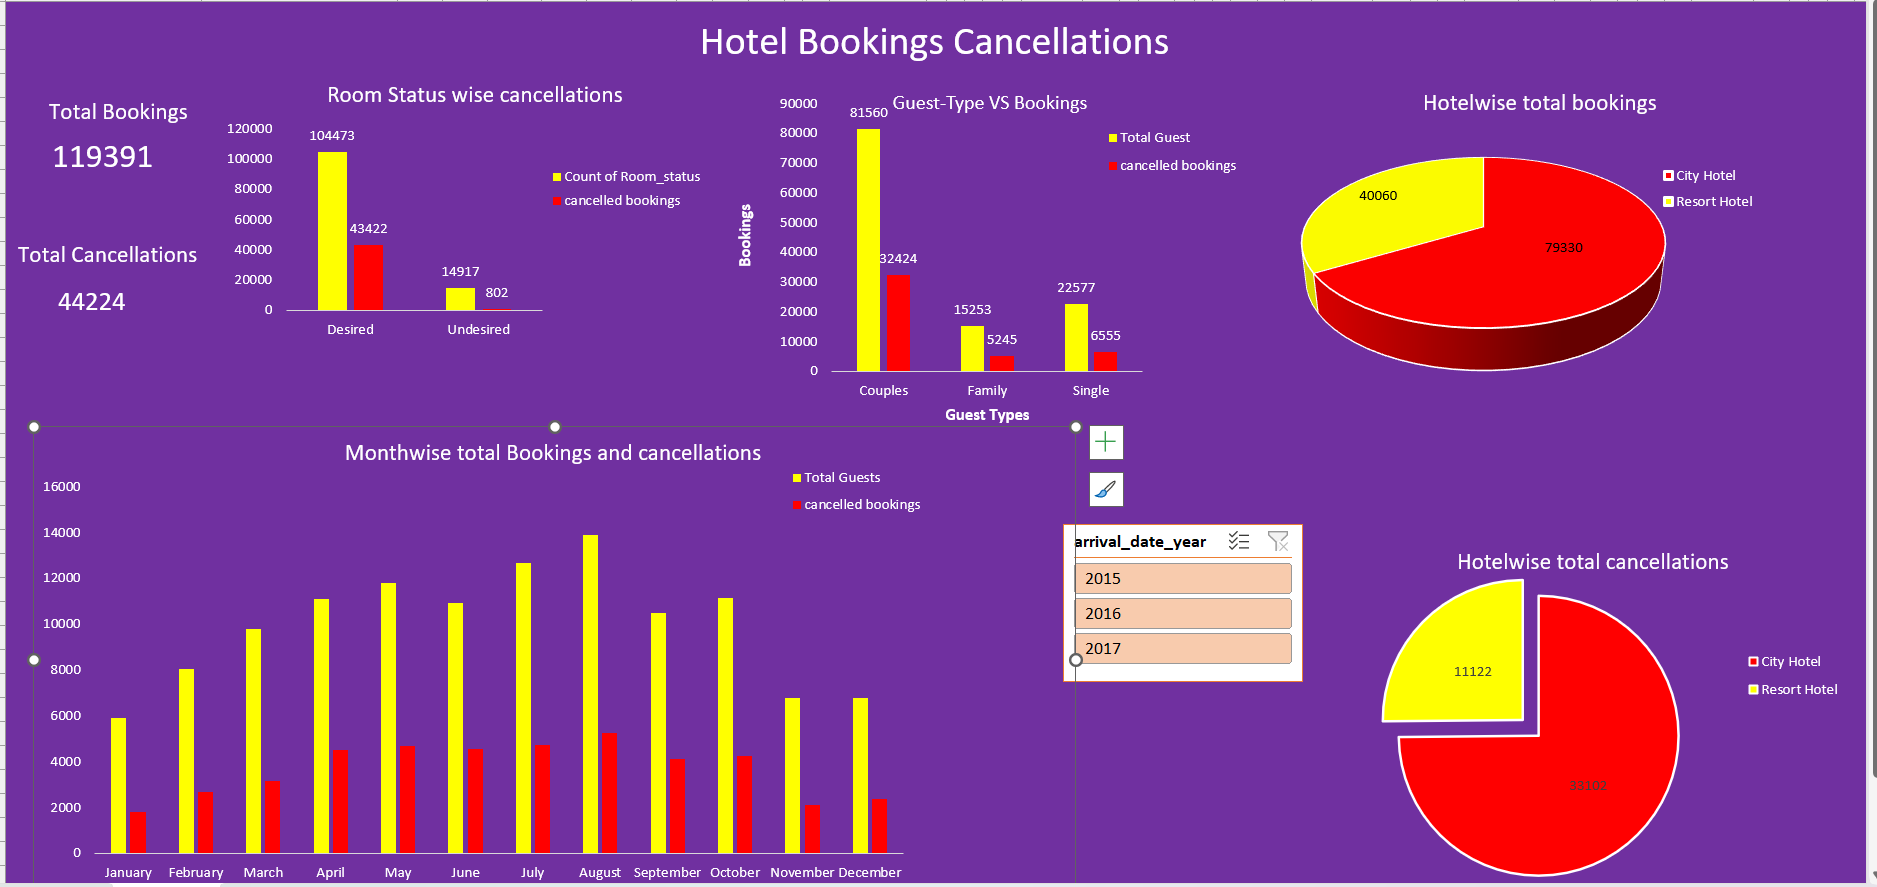 Hotel Bookings Cancellations
Total Bookings
119391
Total Cancellations
44224
Room Status wise cancellations
120000
100000
80000
60000
40000
20000
0
104473
43422
14917
802
Desired
Undesired
Count of Room_status
cancelled bookings
Guest-Type VS Bookings
90000
80000
70000
60000
50000
40000
30000
20000
10000
0
Bookings
81560
32424
15253
5245
22577
6555
Couples
Family
Single
Guest Types
Total Guest
cancelled bookings
Hotelwise total bookings
40060
79330
City Hotel
Resort Hotel
Monthwise total Bookings and cancellations
Total Guests
cancelled bookings
16000
14000
12000
10000
8000
6000
4000
2000
0
January
February
March
April
May
June
July
August
September
October
November
December
arrival_date_year
2015
2016
2017
Hotelwise total cancellations
11122
33102
City Hotel
Resort Hotel